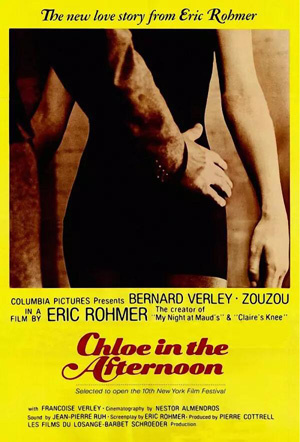 The new love story from Eric Rohmer
COLUMBIA PICTURES Presents BERNARD VERLEY · ZOUZOU
IN A FILM BY ERIC ROHMER The creator of "My Night at Maud's" & "Claire's Knee"
Chloe in the
Afternoon
Selected to open the 10th New York Film Festival
with FRANCOISE VERLEY · Cinematography by NESTOR ALMENDROS
Sound by JEAN-PIERRE RUH · Screenplay by ERIC ROHMER · Produced by PIERRE COTTRELL
LES FILMS DU LOSANGE-BARBET SCHROEDER Production